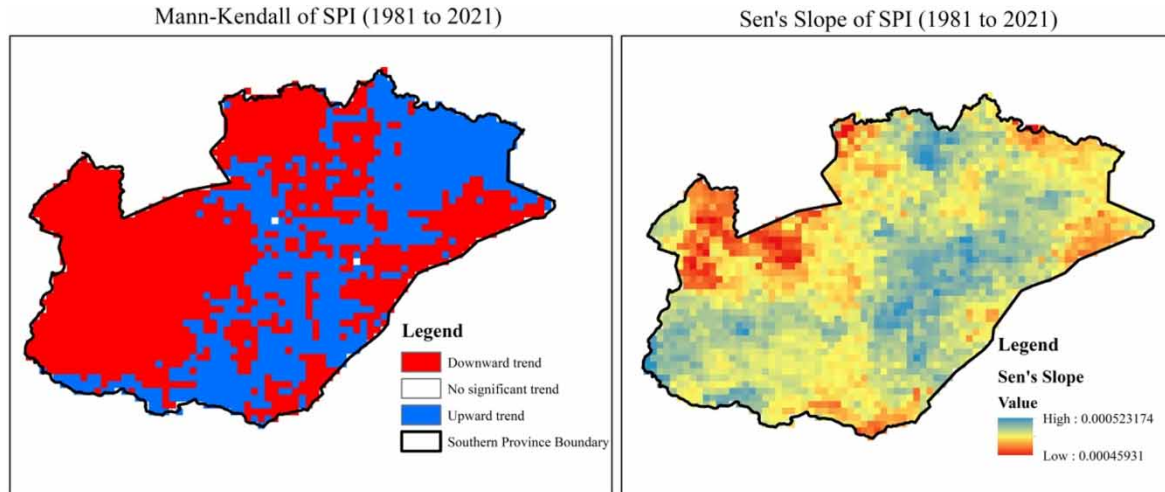 Mann-Kendall of SPI (1981 to 2021)
Legend
Downward trend
No significant trend
Upward trend
Southern Province Boundary
Sen's Slope of SPI (1981 to 2021)
Legend
Sen's Slope
Value
High : 0.000523174
Low : 0.00045931